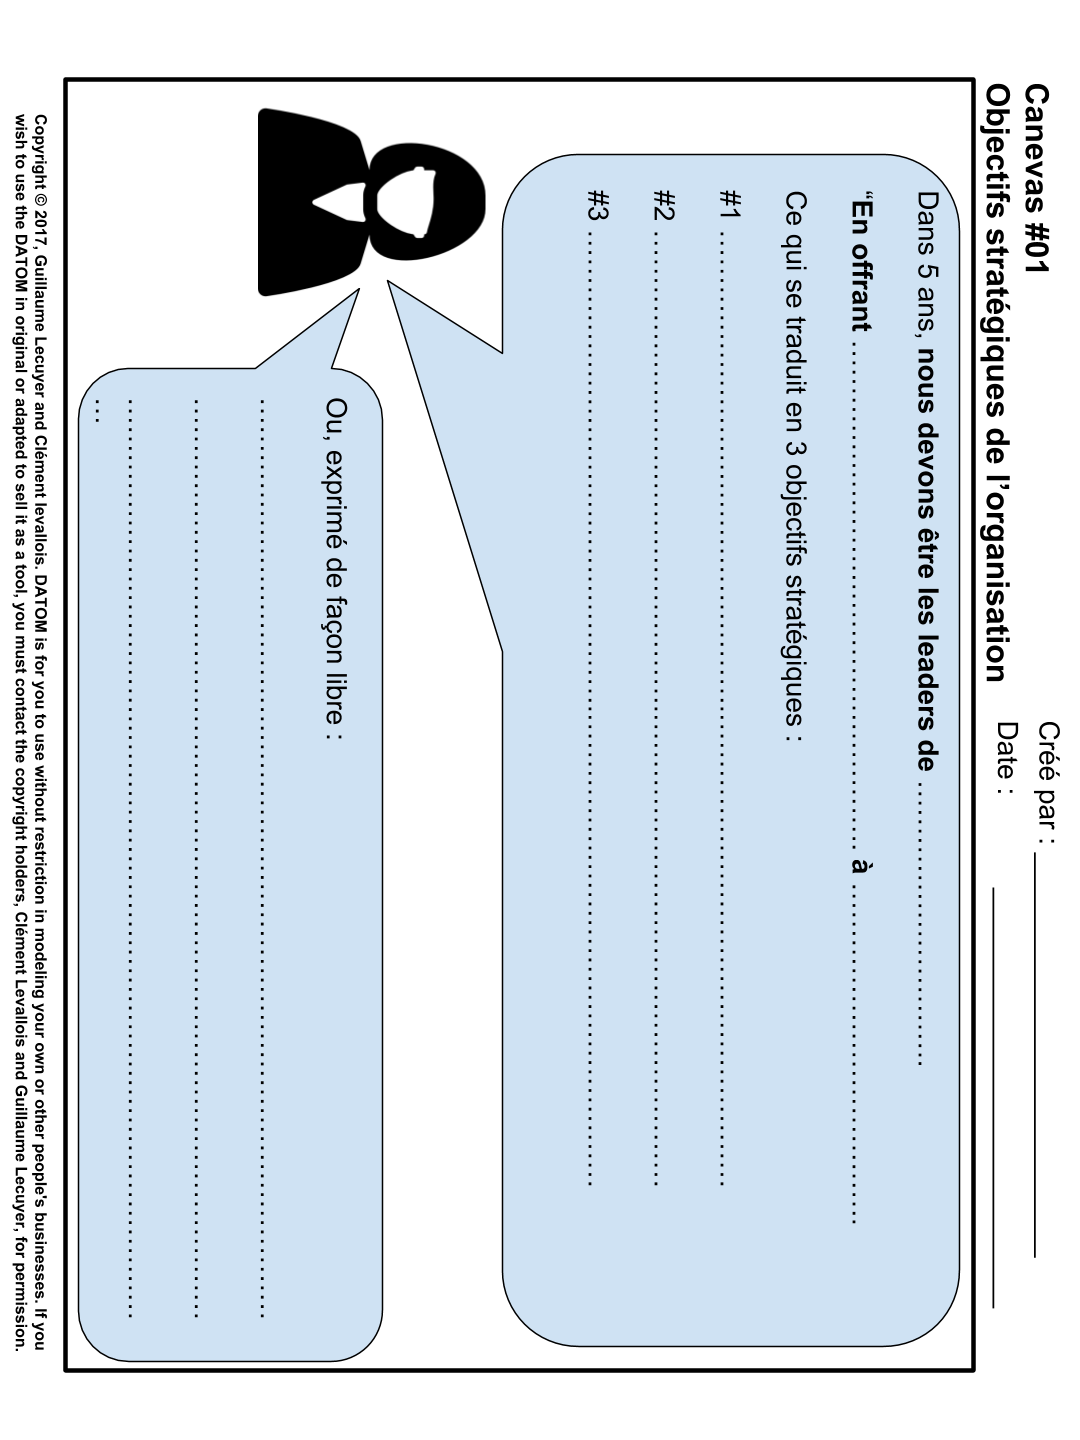 Canevas #01
Objectifs stratégiques de l’organisation
Créé par : 
Date :
Dans 5 ans, nous devons être les leaders de ........................................
“En offrant ........................................................................ à ................................................
Ce qui se traduit en 3 objectifs stratégiques :
#1 ....................................................................................................................................
#2 ....................................................................................................................................
#3 ....................................................................................................................................
Ou, exprimé de façon libre :
................................................................................................................................
................................................................................................................................
................................................................................................................................
...
Copyright © 2017, Guillaume Lecuyer and Clément levallois. DATOM is for you to use without restriction in modeling your own or other people's businesses. If you
wish to use the DATOM in original or adapted to sell it as a tool, you must contact the copyright holders, Clément Levallois and Guillaume Lecuyer, for permission.